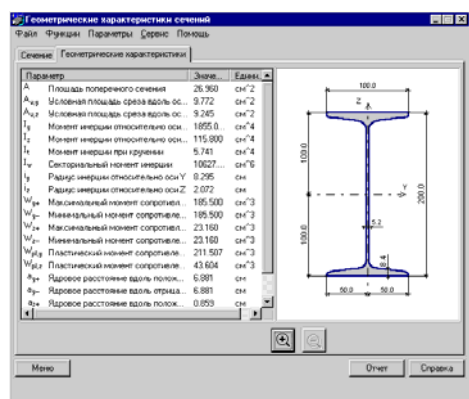 Геометрические характеристики сечений
Файл Функции Параметры Сервис Помощь
Сечение Геометрические характеристики
Параметр Значе... Едини.
A Площадь поперечного сечения 26.960 см^2
Av,y Условная площадь среза вдоль ос... 9.772 см^2
Av,z Условная площадь среза вдоль ос... 9.245 см^2
Iy Момент инерции относительно оси... 1855.0... см^4
Iz Момент инерции относительно оси... 115.800 см^4
It Момент инерции при кручении 5.741 см^4
Iw Секториальный момент инерции 10627.... см^6
iy Радиус инерции относительно оси Y 8.295 см
iz Радиус инерции относительно оси Z 2.072 см
Wy+ Максимальный момент сопротивле... 185.500 см^3
Wy- Минимальный момент сопротивле... 185.500 см^3
Wz+ Максимальный момент сопротивле... 23.160 см^3
Wz- Минимальный момент сопротивле... 23.160 см^3
Wpl,y Пластический момент сопротивле... 211.507 см^3
Wpl,z Пластический момент сопротивле... 43.604 см^3
ay+ Ядровое расстояние вдоль полож... 6.881 см
ay- Ядровое расстояние вдоль отрица... 6.881 см
az+ Ядровое расстояние вдоль полож... 0.859 см
100.0
Z
100.0
Y
200.0
5.2
100.0
8.4
50.0 50.0
Меню Отчет Справка